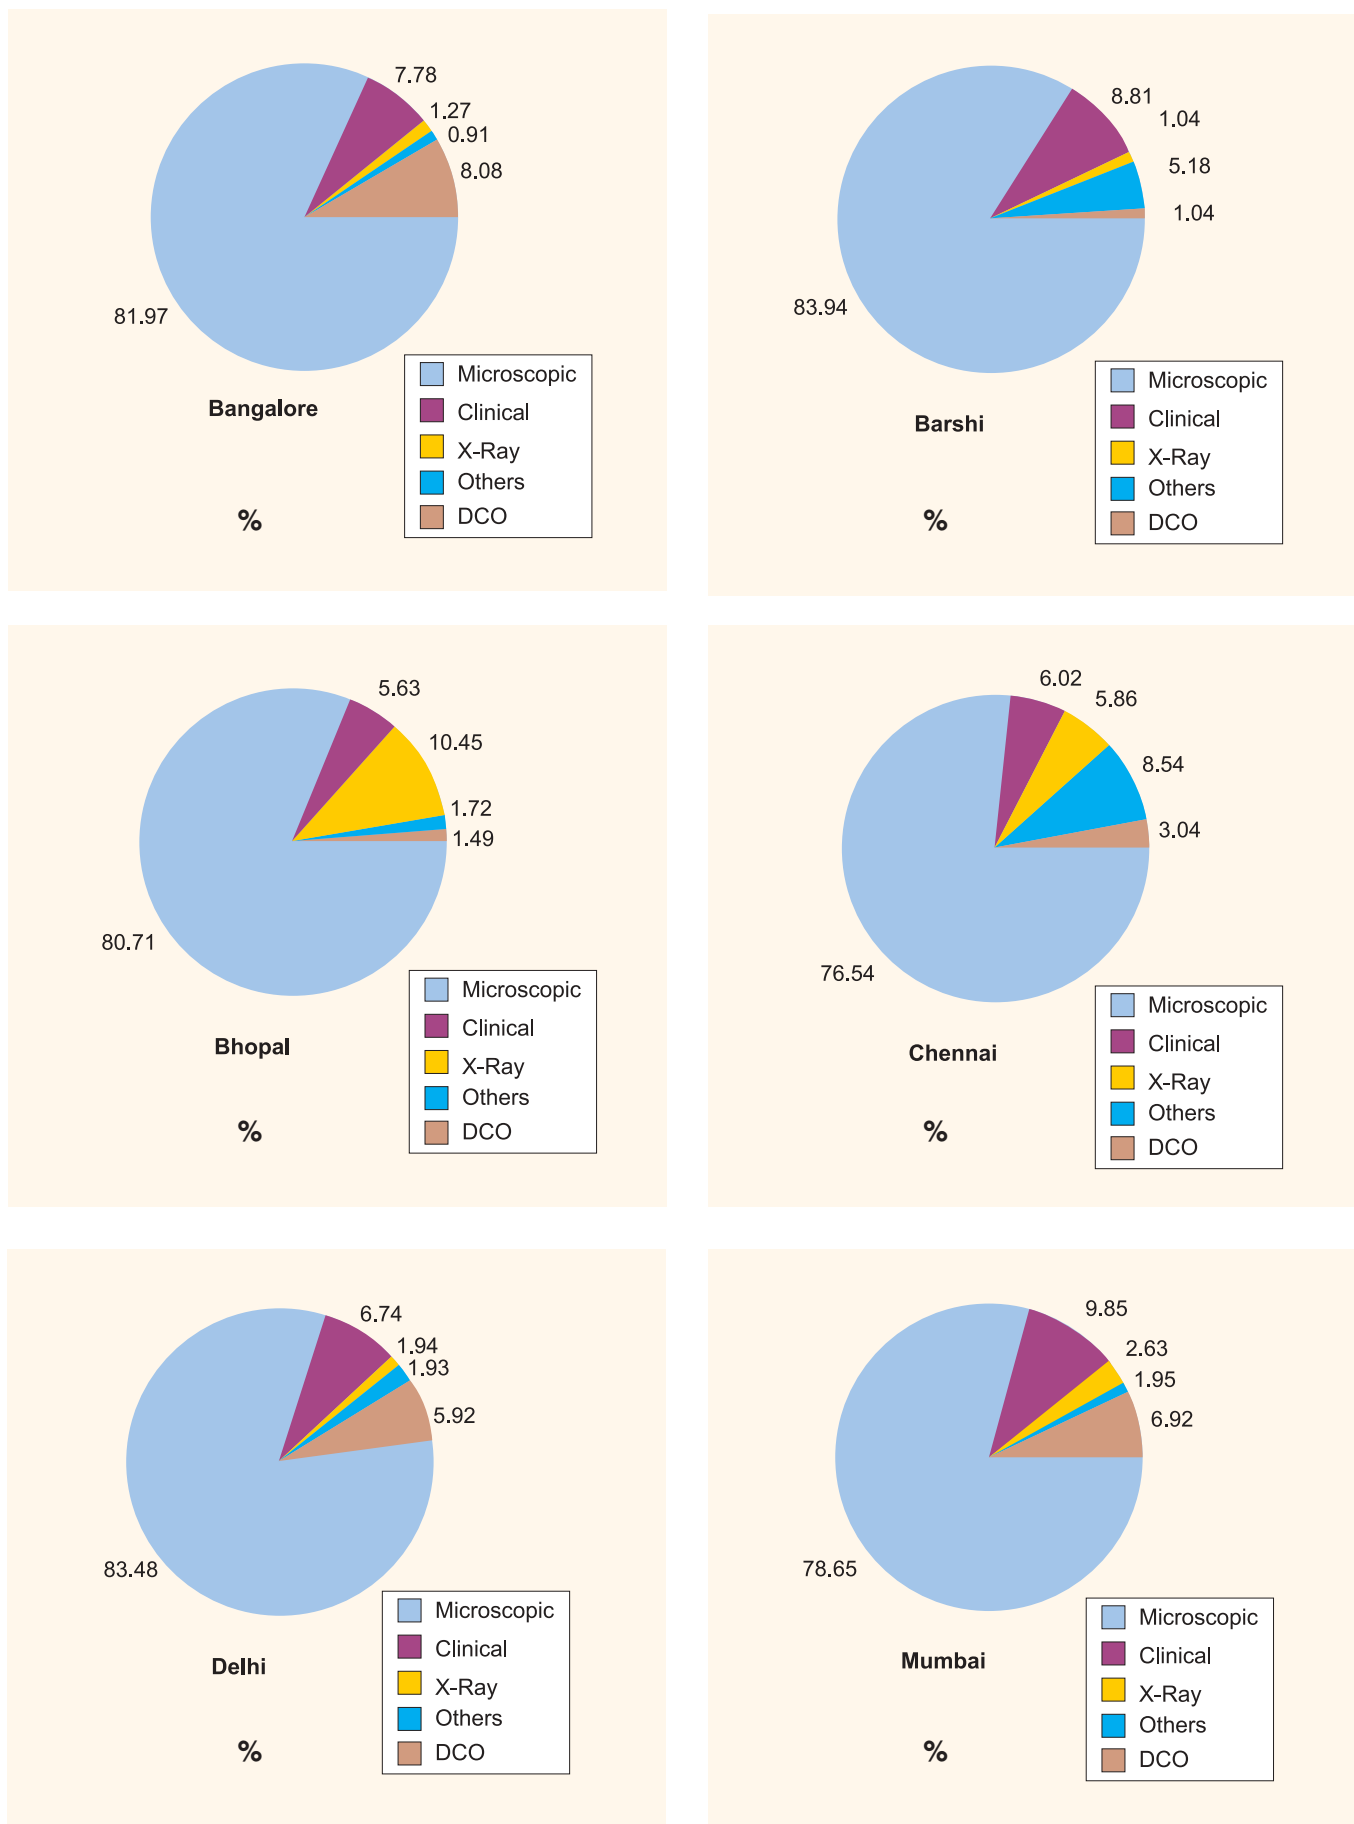 7.78
1.27
0.91
8.08
81.97
Bangalore
%
Microscopic
Clinical
X-Ray
Others
DCO
8.81
1.04
5.18
1.04
83.94
Barshi
%
Microscopic
Clinical
X-Ray
Others
DCO
5.63
10.45
1.72
1.49
80.71
Bhopal
%
Microscopic
Clinical
X-Ray
Others
DCO
6.02
5.86
8.54
3.04
76.54
Chennai
%
Microscopic
Clinical
X-Ray
Others
DCO
6.74
1.94
1.93
5.92
83.48
Delhi
%
Microscopic
Clinical
X-Ray
Others
DCO
9.85
2.63
1.95
6.92
78.65
Mumbai
%
Microscopic
Clinical
X-Ray
Others
DCO